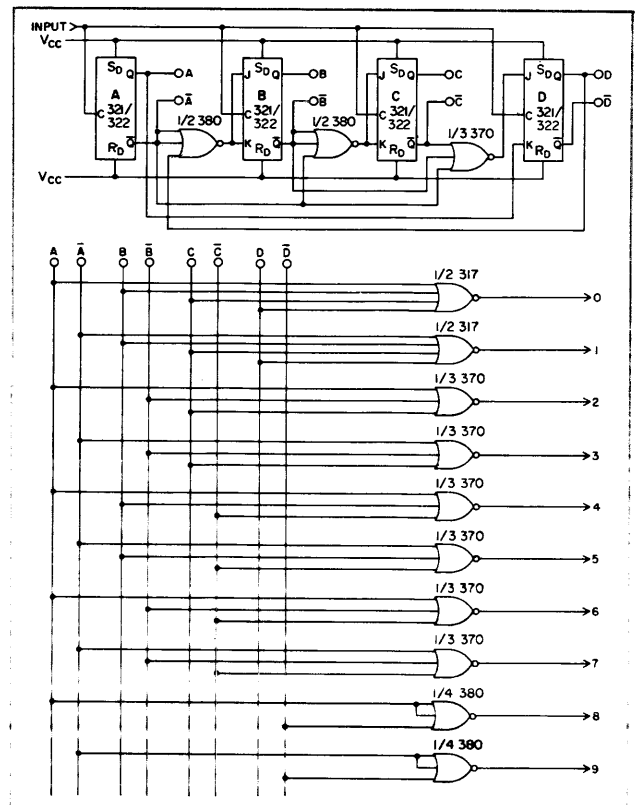 INPUT
VCC
SD Q A
SD Q B
SD Q C
SD Q D
A
B
C
D
A̅
B̅
C̅
D̅
C 321/322
C 321/322
C 321/322
C 321/322
J
J
J
K
K
K
RD Q̅
RD Q̅
RD Q̅
RD Q̅
1/2 380
1/2 380
1/3 370
VCC
A A̅ B B̅ C C̅ D D̅
1/2 317
0
1/2 317
1
1/3 370
2
1/3 370
3
1/3 370
4
1/3 370
5
1/3 370
6
1/3 370
7
1/4 380
8
1/4 380
9